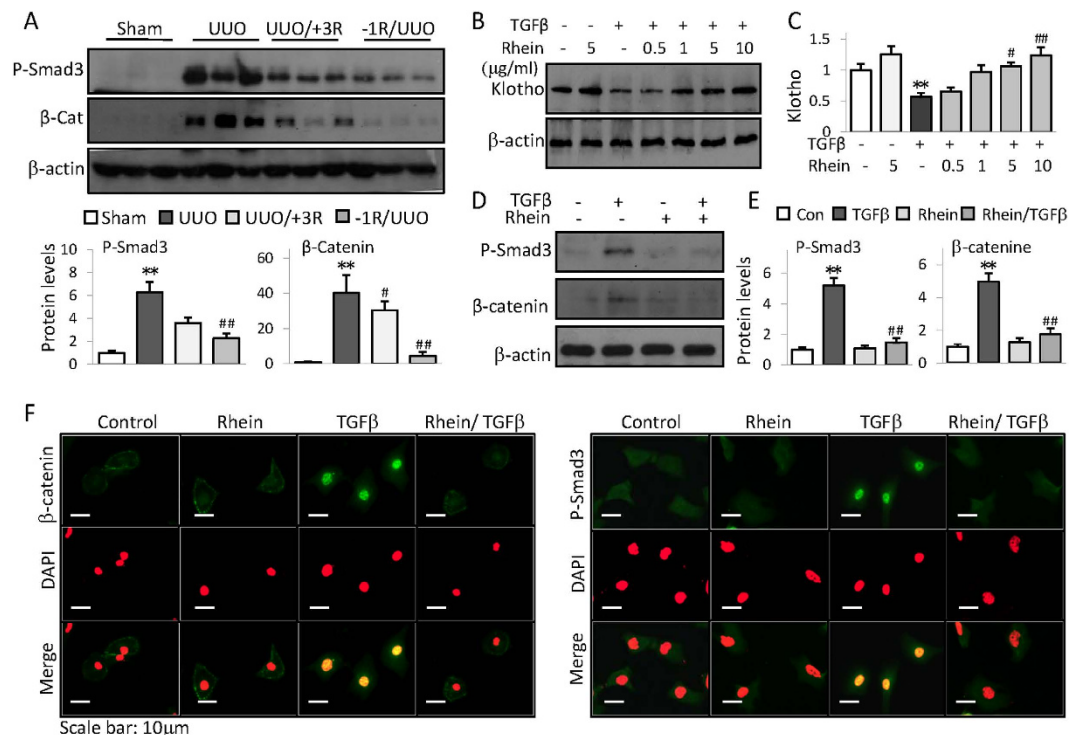 A
Sham UUO UUO/+3R -1R/UUO
P-Smad3
β-Cat
β-actin
Sham UUO UUO/+3R -1R/UUO
P-Smad3
Protein levels
10
8
6
4
2
0
**
##
β-Catenin
60
40
20
0
**
#
##
B
TGFβ - - + + + + +
Rhein - 5 - 0.5 1 5 10
(μg/ml)
Klotho
β-actin
C
Klotho
1.5
1
0.5
0
**
#
##
TGFβ - - + + + + +
Rhein - 5 - 0.5 1 5 10
D
TGFβ - + - +
Rhein - - + +
P-Smad3
β-catenin
β-actin
E
Con TGFβ Rhein Rhein/TGFβ
P-Smad3
Protein levels
6
4
2
0
**
##
β-catenine
6
4
2
0
**
##
F
Control Rhein TGFβ Rhein/ TGFβ
β-catenin
DAPI
Merge
Scale bar: 10μm
Control Rhein TGFβ Rhein/ TGFβ
P-Smad3
DAPI
Merge